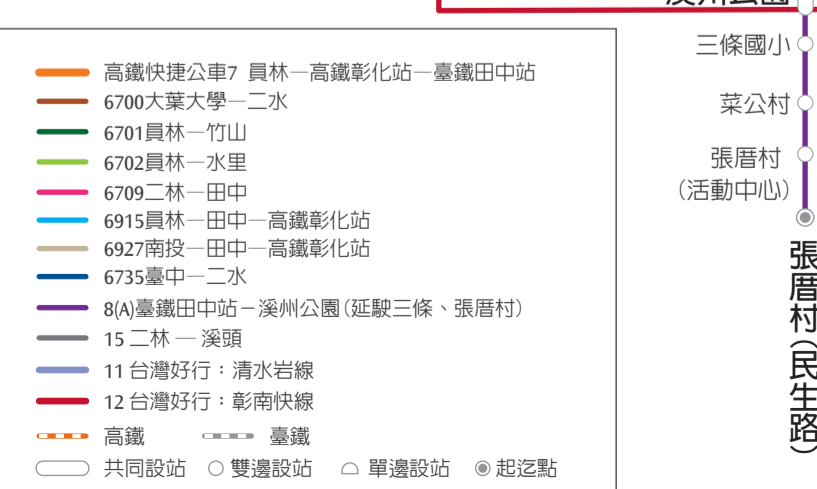 三條國小
菜公村
張厝村
（活動中心）
張厝村（民生路）
高鐵快捷公車7 員林─高鐵彰化站─臺鐵田中站
6700大葉大學─二水
6701員林─竹山
6702員林─水里
6709二林─田中
6915員林─田中─高鐵彰化站
6927南投─田中─高鐵彰化站
6735臺中─二水
8(A)臺鐵田中站－溪州公園(延駛三條、張厝村)
15 二林 ─ 溪頭
11 台灣好行：清水岩線
12 台灣好行：彰南快線
高鐵 臺鐵
共同設站 雙邊設站 單邊設站 起迄點